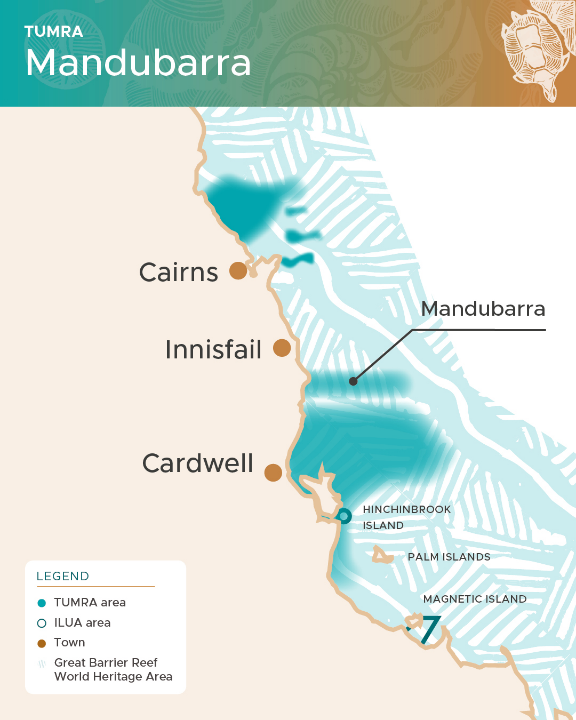 TUMRA
Mandubarra
Cairns
Mandubarra
Innisfail
Cardwell
HINCHINBROOK
ISLAND
PALM ISLANDS
MAGNETIC ISLAND
7
LEGEND
TUMRA area
ILUA area
Town
Great Barrier Reef
World Heritage Area